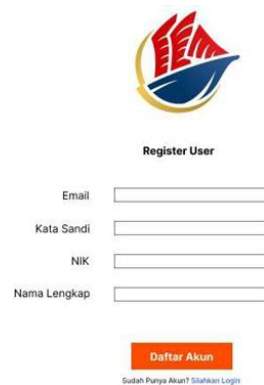 Register User
Email
Kata Sandi
NIK
Nama Lengkap
Daftar Akun
Sudah Punya Akun? Silahkan Login